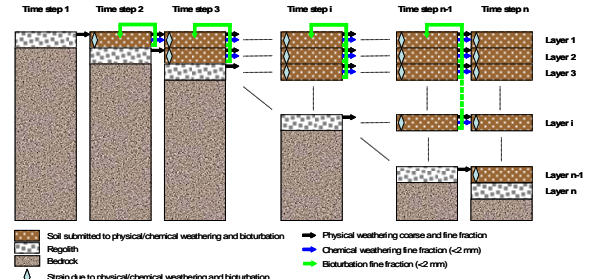 Time step 1 Time step 2 Time step 3 Time step i Time step n-1 Time step n
Layer 1
Layer 2
Layer 3
Layer i
Layer n-1
Layer n
Soil submitted to physical/chemical weathering and bioturbation
Regolith
Bedrock
Strain due to physical/chemical weathering and bioturbation
Physical weathering coarse and fine fraction
Chemical weathering fine fraction (<2 mm)
Bioturbation fine fraction (<2 mm)